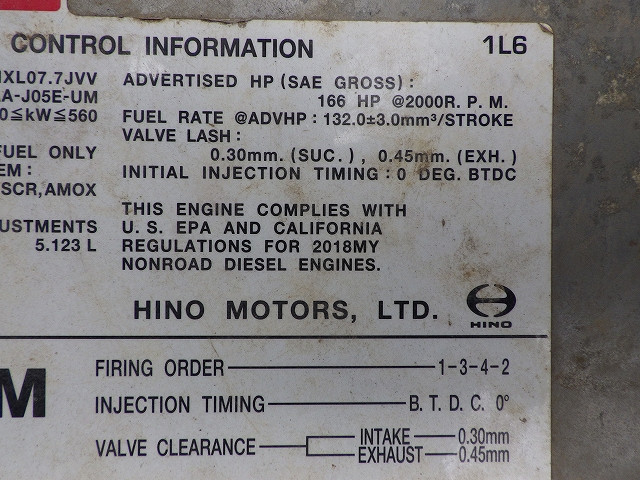 CONTROL INFORMATION 1L6
HXL07.7JVV ADVERTISED HP (SAE GROSS):
A-J05E-UM 166 HP @2000R. P. M.
0≦kW≦560 FUEL RATE @ADVHP: 132.0±3.0mm³/STROKE
VALVE LASH:
FUEL ONLY 0.30mm. (SUC.) , 0.45mm. (EXH.)
EM: INITIAL INJECTION TIMING: 0 DEG. BTDC
SCR,AMOX
THIS ENGINE COMPLIES WITH
USTMENTS U. S. EPA AND CALIFORNIA
5.123 L REGULATIONS FOR 2018MY
NONROAD DIESEL ENGINES.
HINO MOTORS, LTD. HINO
FIRING ORDER 1-3-4-2
M INJECTION TIMING B. T. D. C. 0°
VALVE CLEARANCE INTAKE 0.30mm
EXHAUST 0.45mm